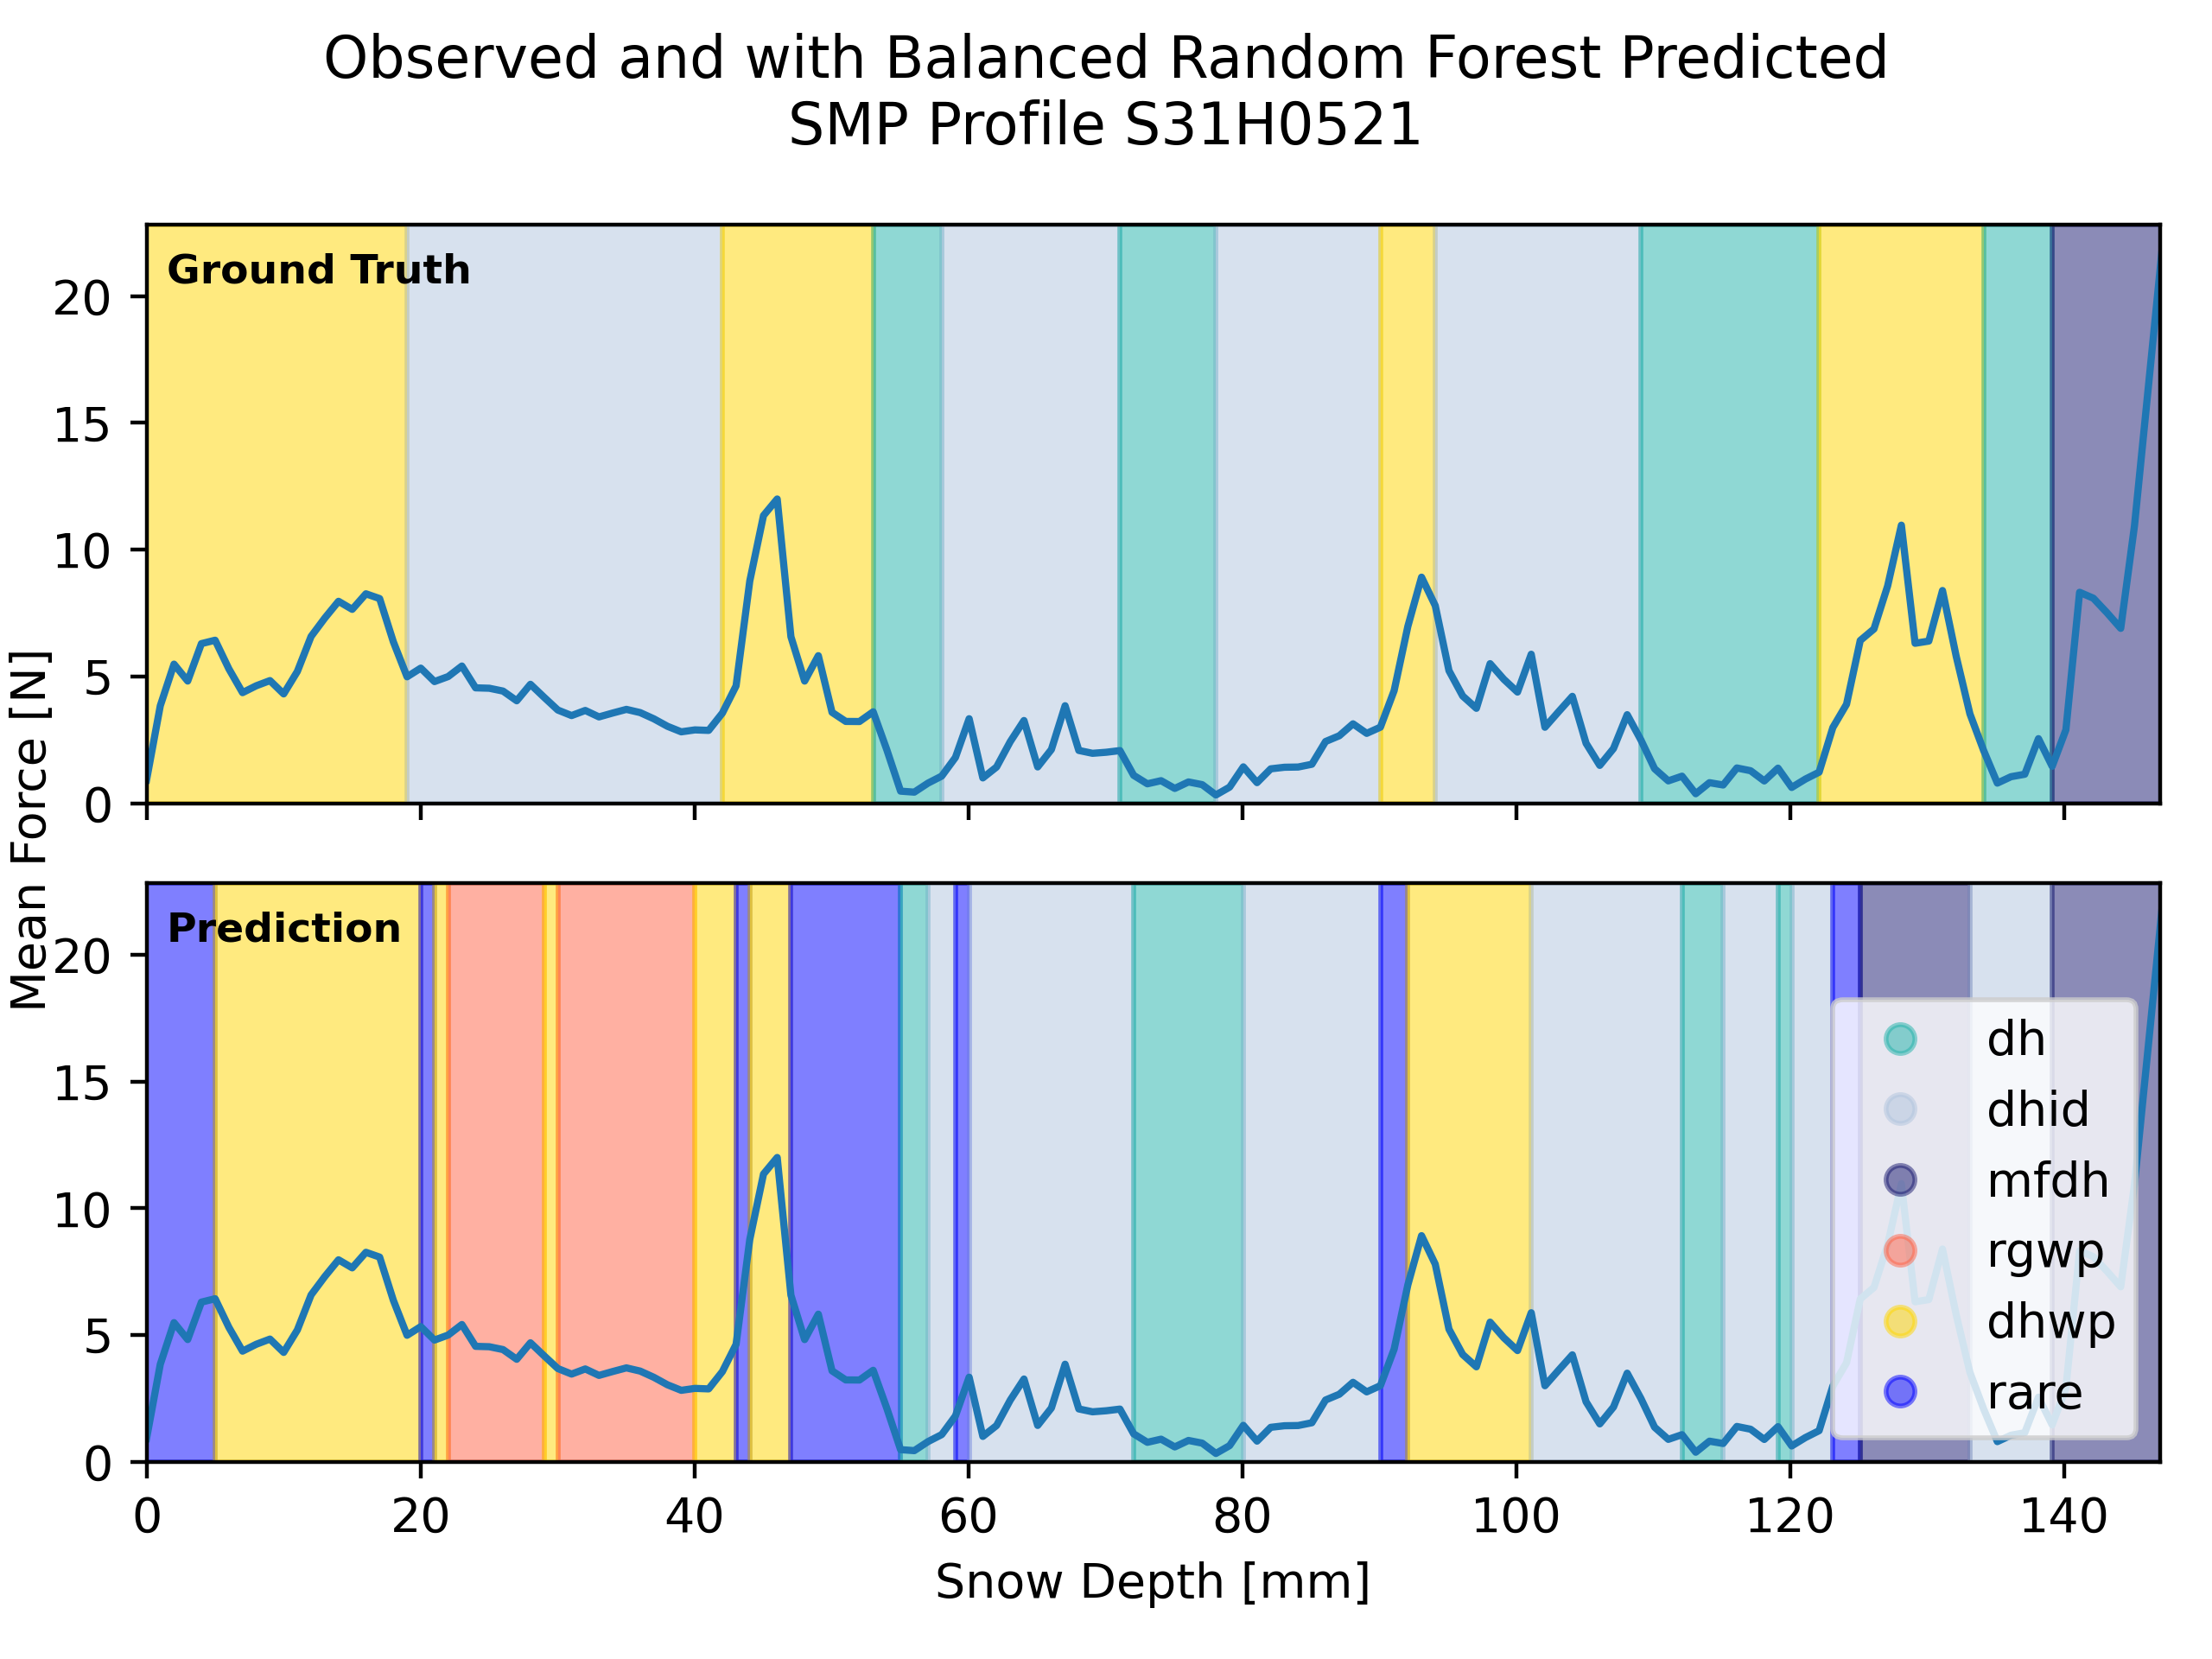 Observed and with Balanced Random Forest Predicted
SMP Profile S31H0521
Ground Truth
20
15
10
5
0
Mean Force [N]
Prediction
20
15
10
5
0
dh
dhid
mfdh
rgwp
dhwp
rare
0 20 40 60 80 100 120 140
Snow Depth [mm]